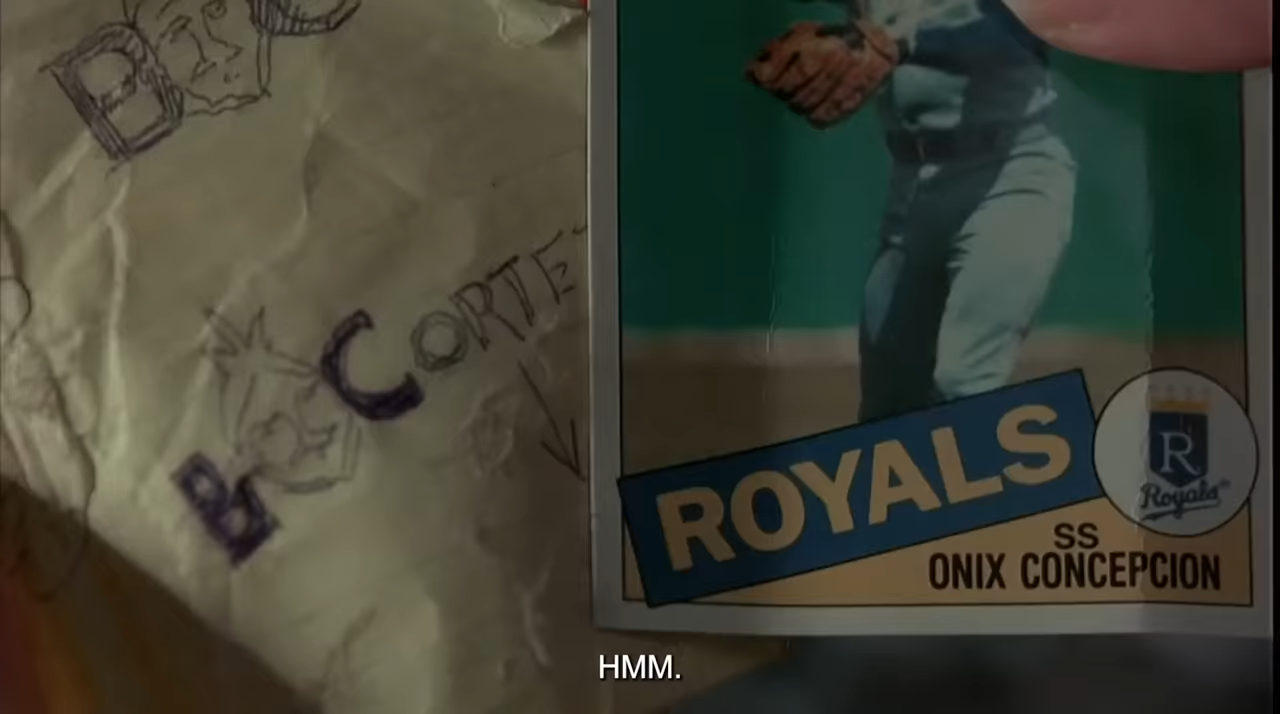 B
CORTE
B
ROYALS
R
Royals
SS
ONIX CONCEPCION
HMM.